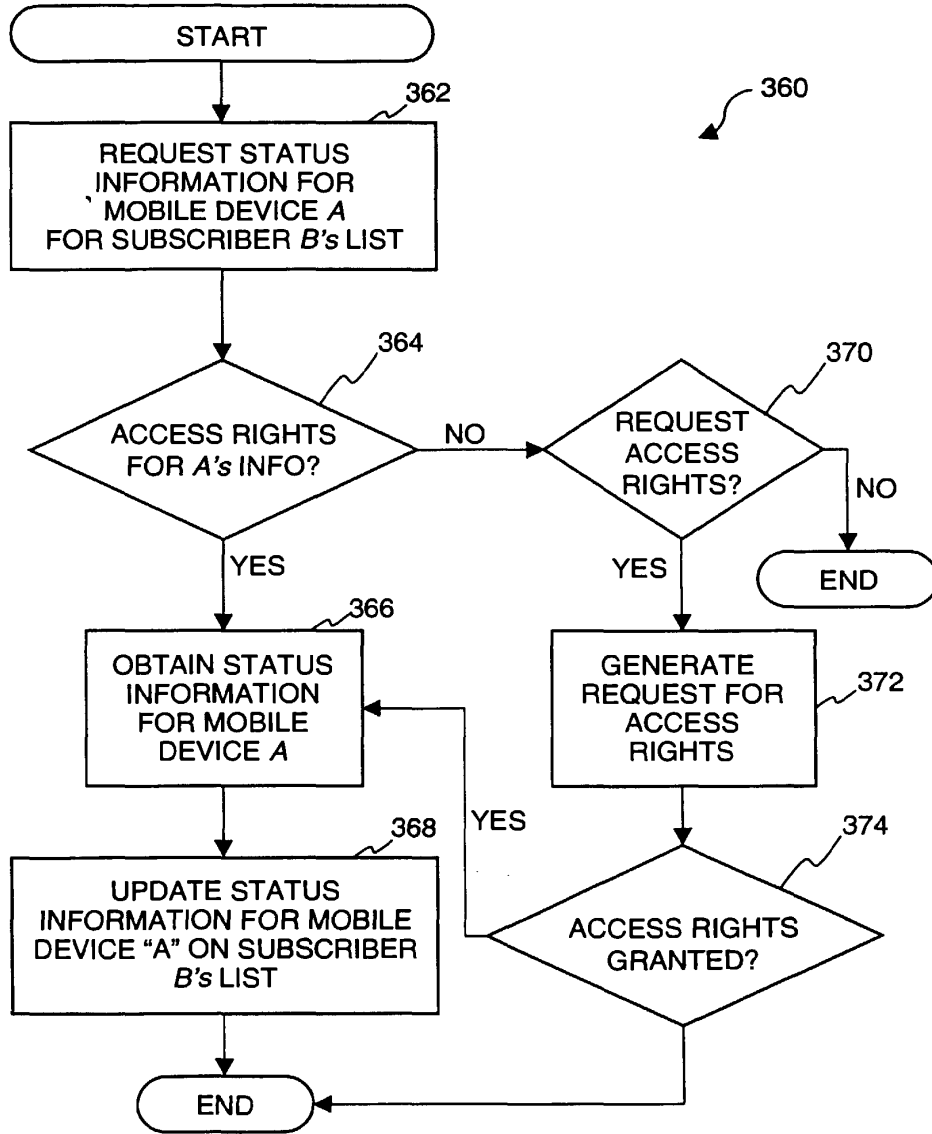 START
360
362
REQUEST STATUS
INFORMATION FOR
MOBILE DEVICE A
FOR SUBSCRIBER B's LIST
364
ACCESS RIGHTS
FOR A's INFO?
NO
370
REQUEST
ACCESS
RIGHTS?
NO
END
YES
YES
366
OBTAIN STATUS
INFORMATION
FOR MOBILE
DEVICE A
GENERATE
REQUEST FOR
ACCESS
RIGHTS
372
YES
368
UPDATE STATUS
INFORMATION FOR MOBILE
DEVICE “A” ON SUBSCRIBER
B's LIST
374
ACCESS RIGHTS
GRANTED?
END